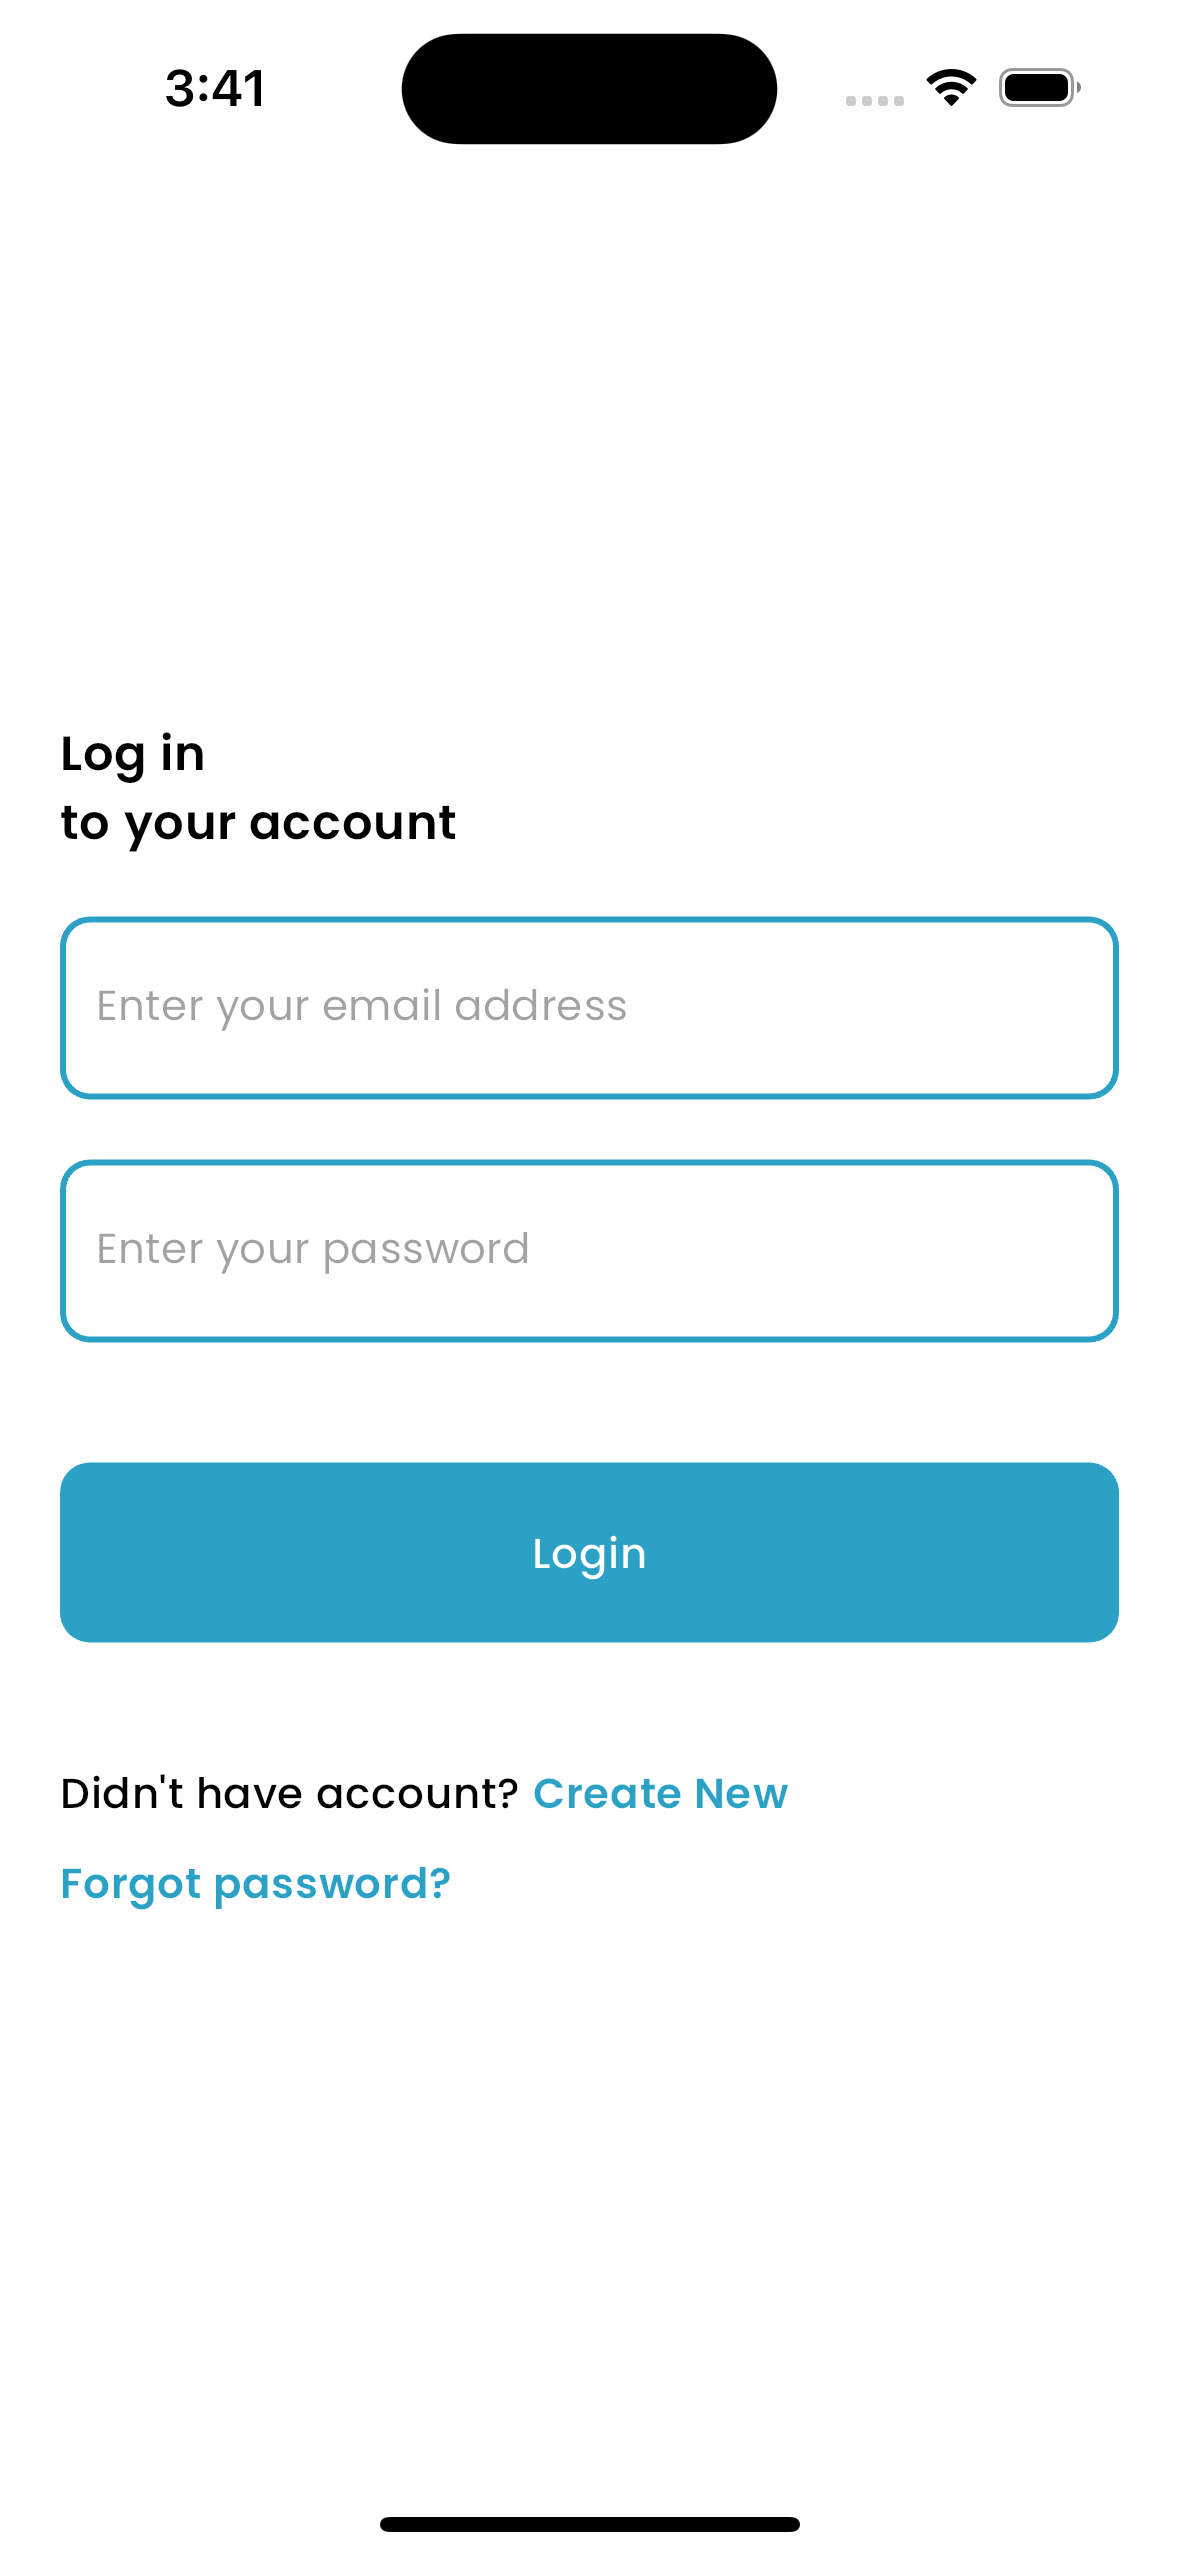 3:41
Log in
to your account
Enter your email address
Enter your password
Login
Didn't have account? Create New
Forgot password?